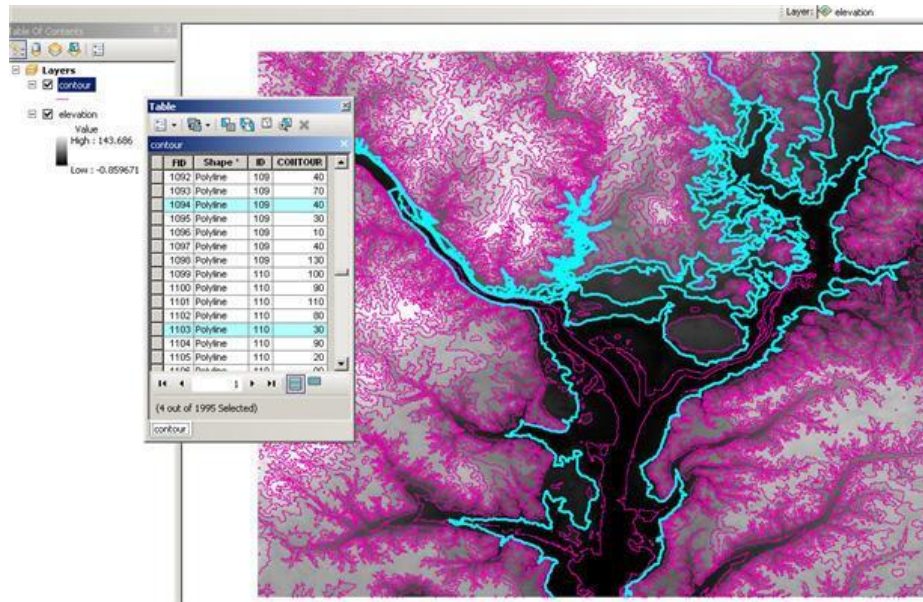 Layer: elevation
Table Of Contents
Layers
contour
elevation
Value
High : 143.686
Low : -0.859671
Table
contour
FID Shape * ID CONTOUR
1092 Polyline 109 40
1093 Polyline 109 70
1094 Polyline 109 40
1095 Polyline 109 30
1096 Polyline 109 10
1097 Polyline 109 40
1098 Polyline 109 130
1099 Polyline 110 100
1100 Polyline 110 90
1101 Polyline 110 110
1102 Polyline 110 80
1103 Polyline 110 30
1104 Polyline 110 90
1105 Polyline 110 20
1
(4 out of 1995 Selected)
contour